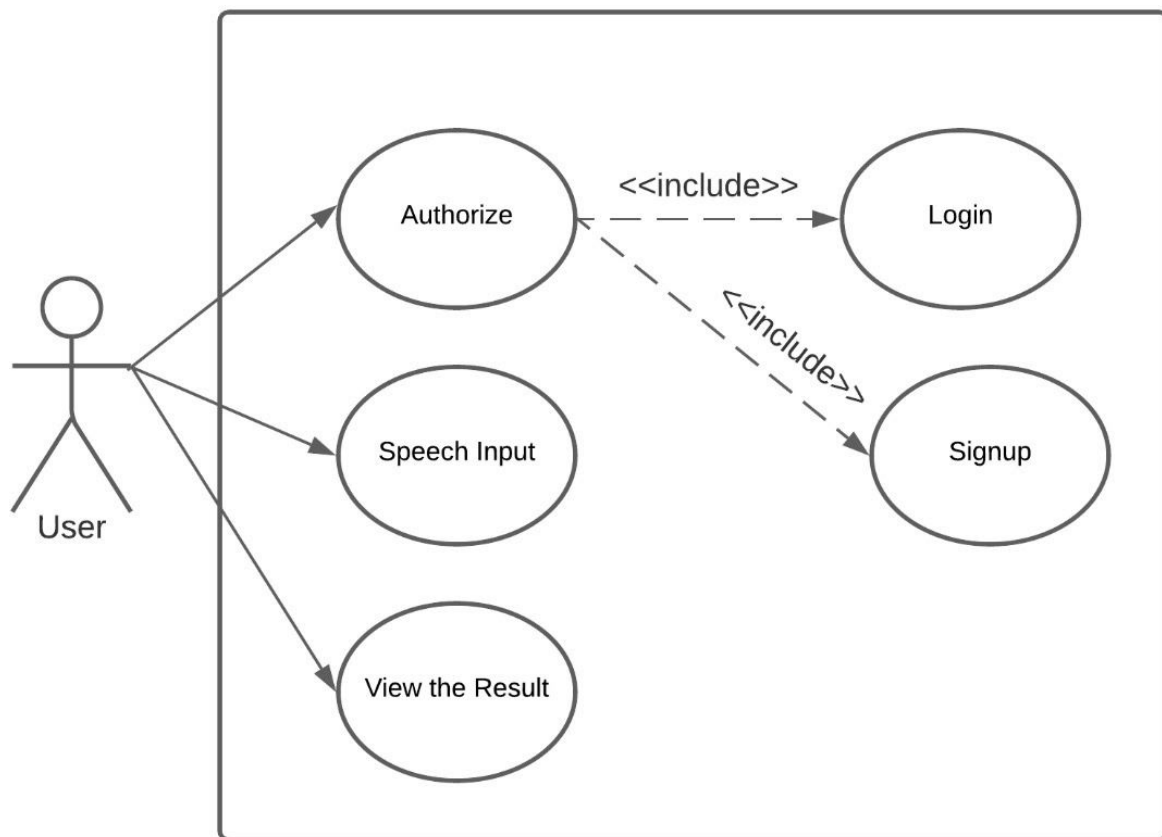 <<include>>
Authorize
Login
<<include>>
Speech Input
Signup
User
View the Result